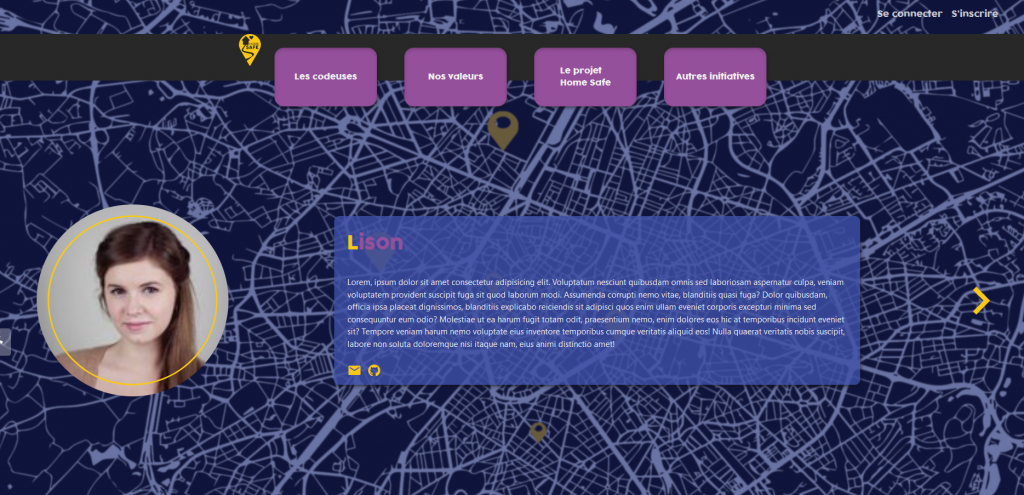 Se connecter S'inscrire
SAFE
Les codeuses
Nos valeurs
Le projet
Home Safe
Autres initiatives
Lison
Lorem, ipsum dolor sit amet consectetur adipisicing elit. Voluptatum nesciunt quibusdam omnis sed laboriosam aspernatur culpa, veniam
voluptatem provident suscipit fuga sit quod laborum modi. Assumenda corrupti nemo vitae, blanditiis quasi fuga? Dolor quibusdam,
officia ipsa placeat dignissimos, blanditiis explicabo reiciendis sit adipisci quos enim ullam eveniet corporis excepturi minima sed
consequuntur eum odio? Molestiae ut ea harum fugit totam odit, praesentium nemo, enim dolores eos hic at temporibus incidunt eveniet
sit? Tempore veniam harum nemo voluptate eius inventore temporibus cumque veritatis aliquid eos! Nulla quaerat veritatis nobis suscipit,
labore non soluta doloremque nisi itaque nam, eius animi distinctio amet!